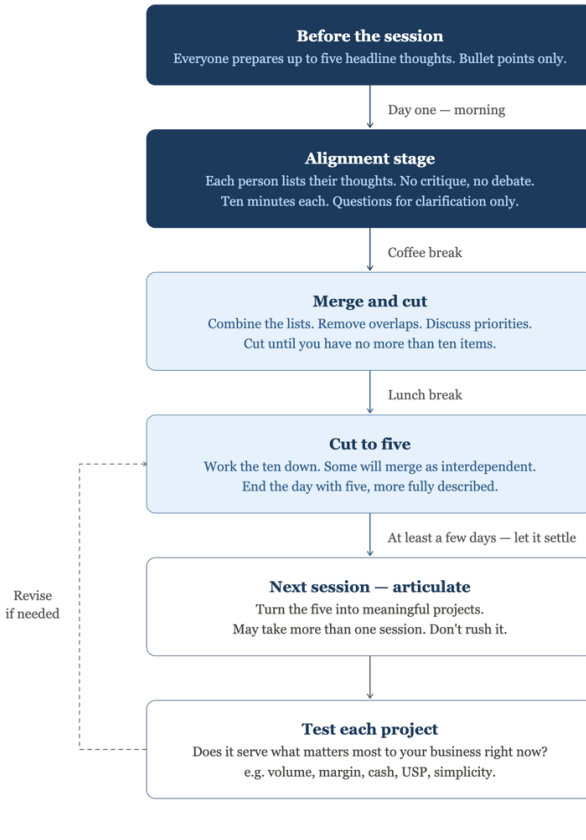 Before the session
Everyone prepares up to five headline thoughts. Bullet points only.
Day one — morning
Alignment stage
Each person lists their thoughts. No critique, no debate.
Ten minutes each. Questions for clarification only.
Coffee break
Merge and cut
Combine the lists. Remove overlaps. Discuss priorities.
Cut until you have no more than ten items.
Lunch break
Cut to five
Work the ten down. Some will merge as interdependent.
End the day with five, more fully described.
At least a few days — let it settle
Next session — articulate
Turn the five into meaningful projects.
May take more than one session. Don't rush it.
Revise
if needed
Test each project
Does it serve what matters most to your business right now?
e.g. volume, margin, cash, USP, simplicity.